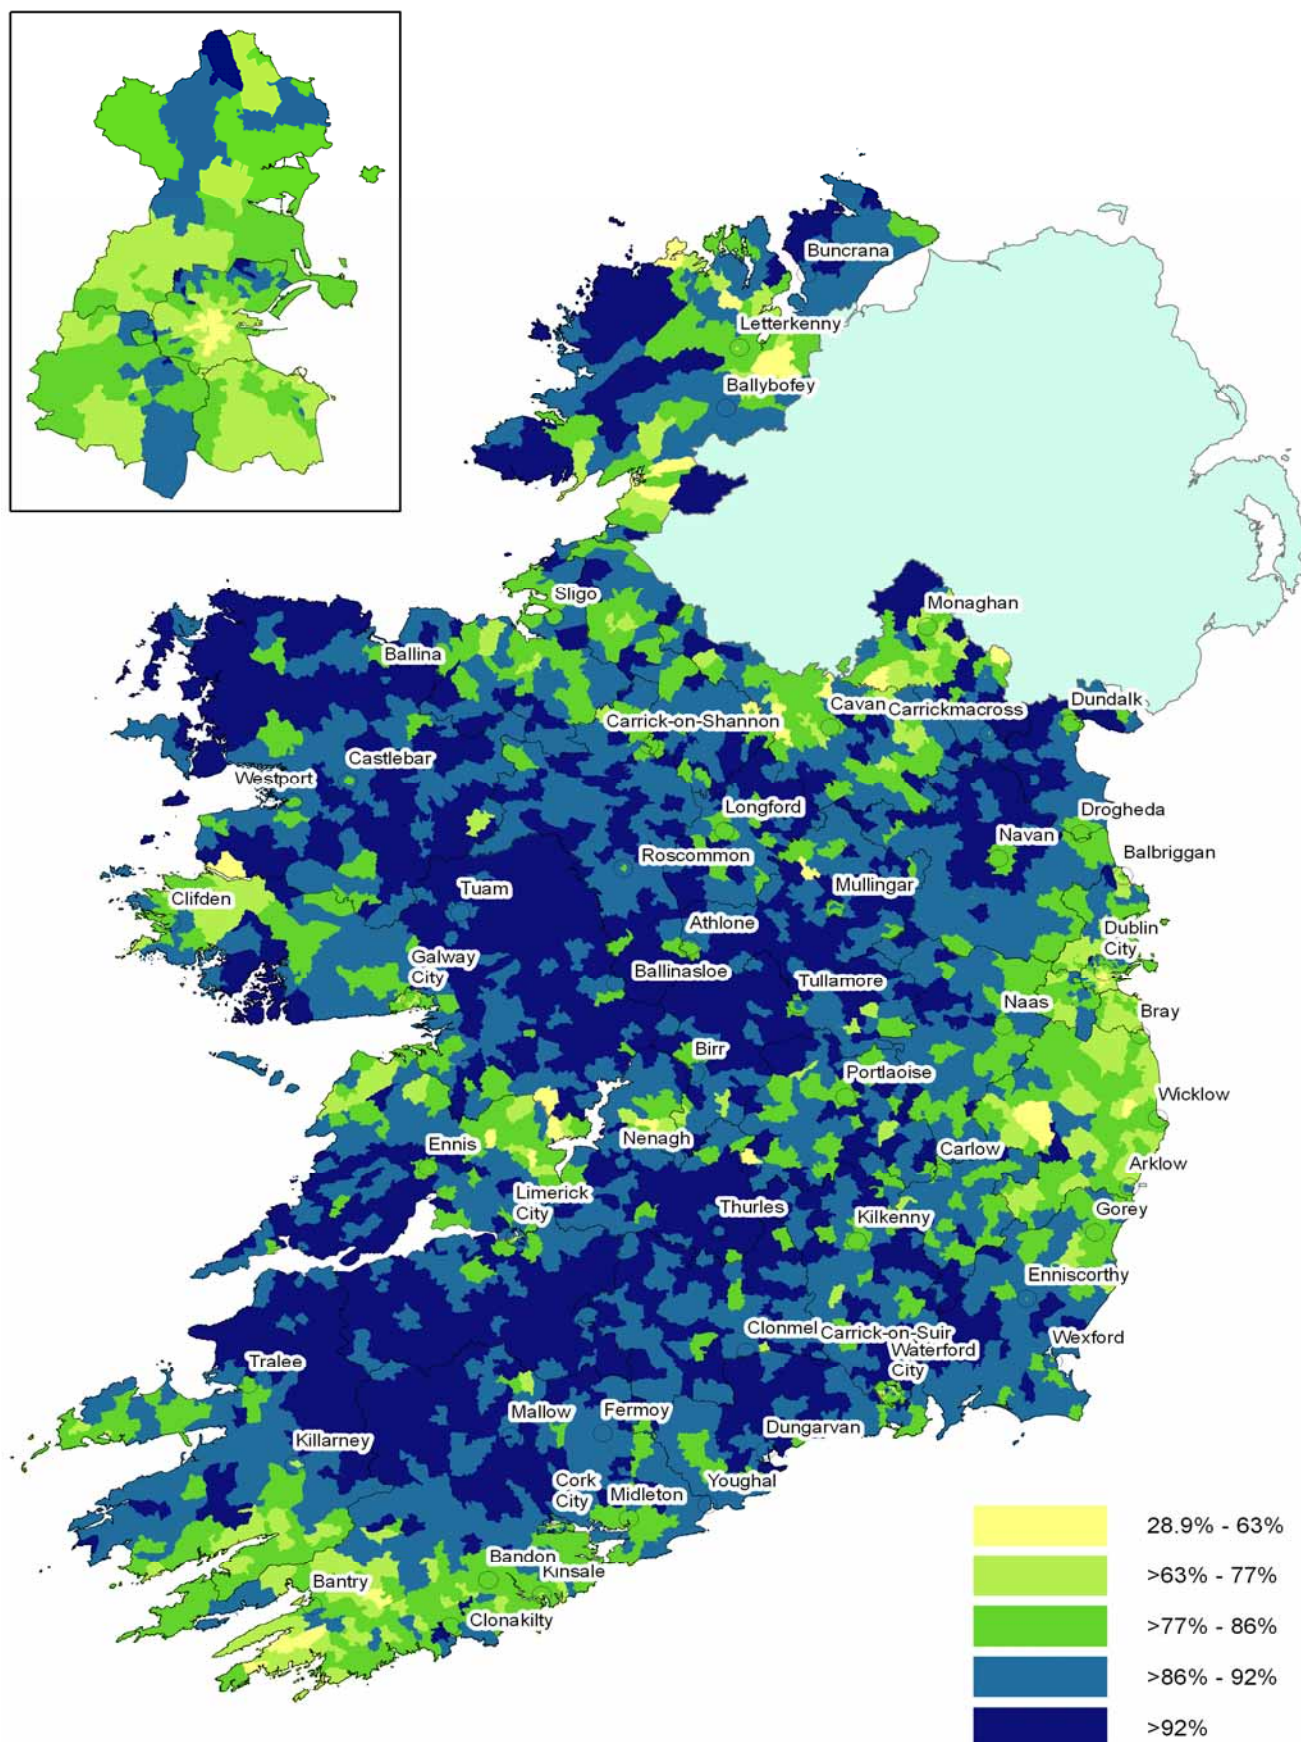 Buncrana
Letterkenny
Ballybofey
Sligo
Monaghan
Ballina
Cavan
Carrickmacross
Dundalk
Carrick-on-Shannon
Castlebar
Westport
Longford
Drogheda
Navan
Balbriggan
Roscommon
Mullingar
Tuam
Clifden
Athlone
Dublin
City
Galway
City
Ballinasloe
Tullamore
Naas
Bray
Birr
Portlaoise
Wicklow
Ennis
Nenagh
Carlow
Arklow
Limerick
City
Thurles
Kilkenny
Gorey
Enniscorthy
Clonmel
Carrick-on-Suir
Waterford
City
Wexford
Tralee
Mallow
Fermoy
Dungarvan
Killarney
Cork
City
Midleton
Youghal
Bandon
Kinsale
Bantry
Clonakilty
28.9% - 63%
>63% - 77%
>77% - 86%
>86% - 92%
>92%